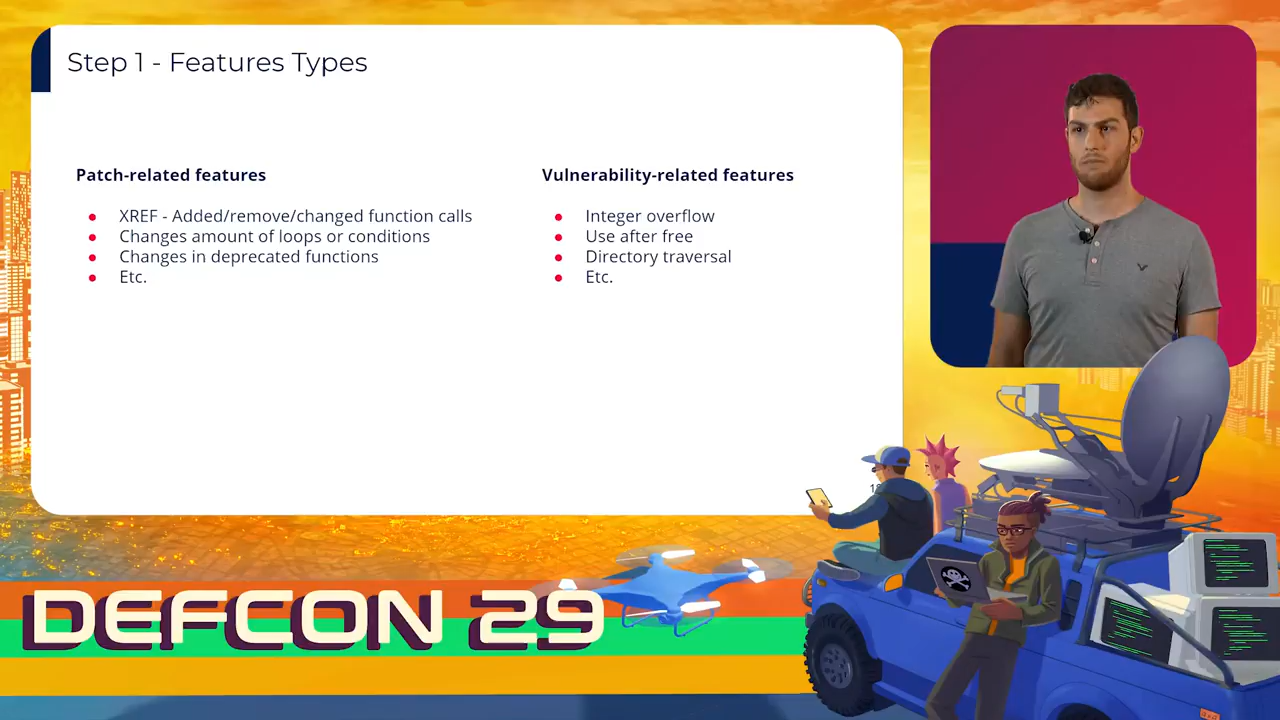 Step 1 - Features Types
Patch-related features
XREF - Added/remove/changed function calls
Changes amount of loops or conditions
Changes in deprecated functions
Etc.
Vulnerability-related features
Integer overflow
Use after free
Directory traversal
Etc.
DEFCON 29